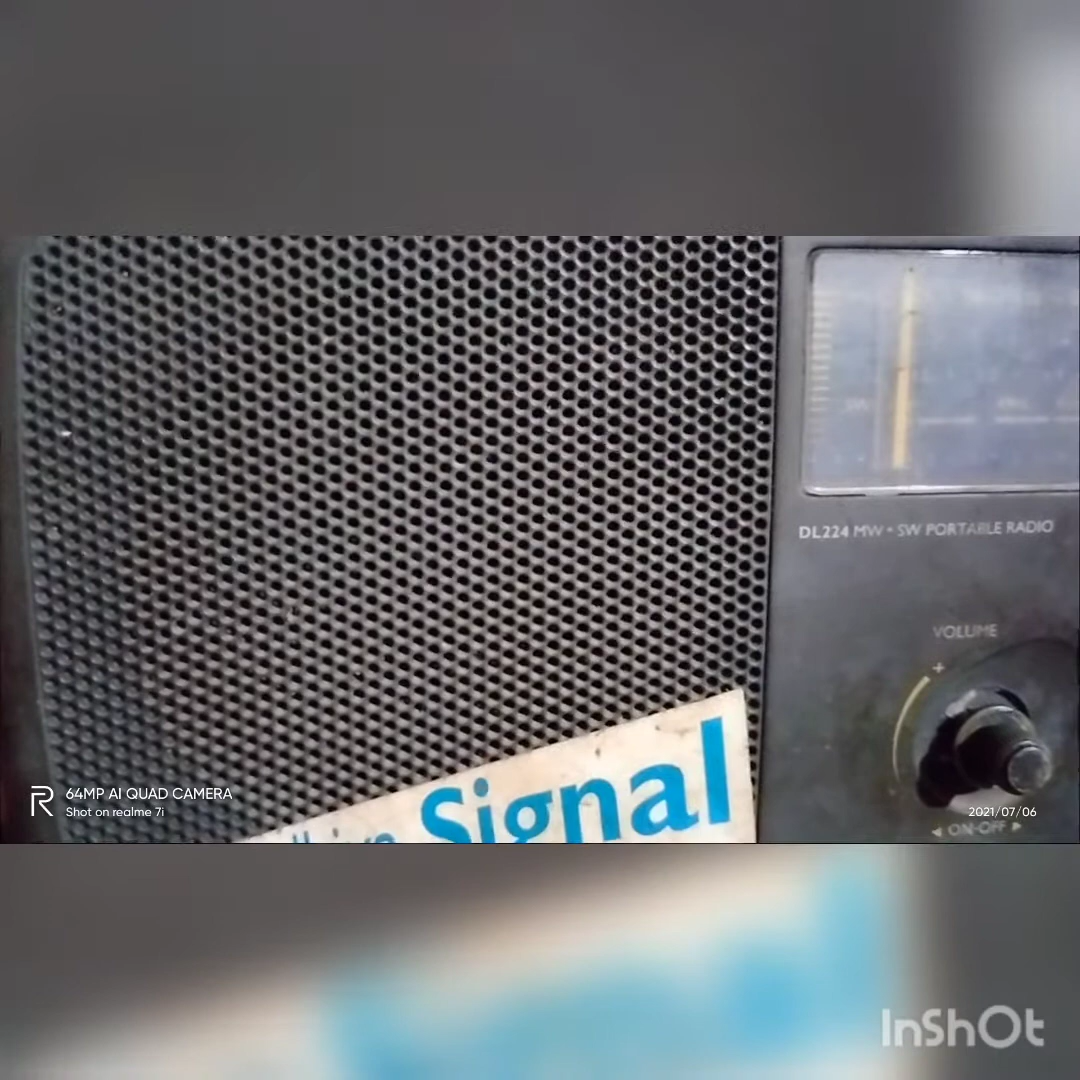 DL224 MW • SW PORTABLE RADIO
VOLUME
+
Signal
64MP AI QUAD CAMERA
Shot on realme 7i
2021/07/06
◀ ON-OFF ▶
InShOt